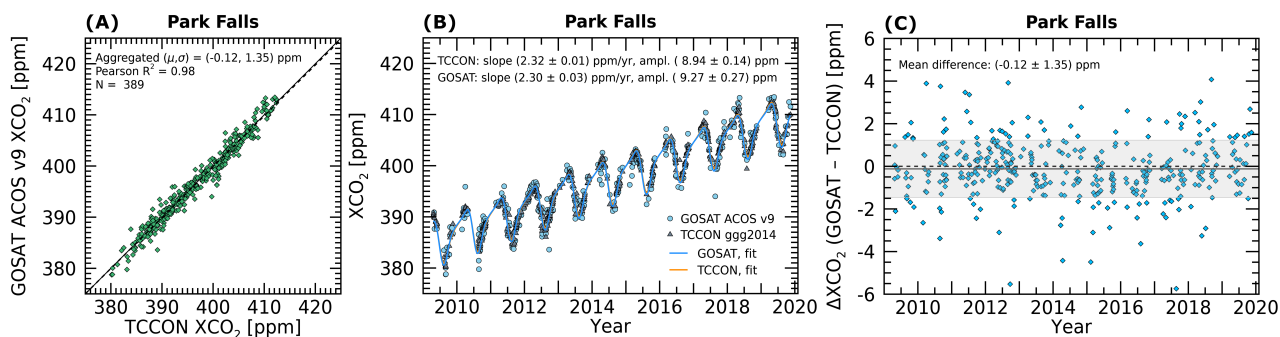 (A) Park Falls
GOSAT ACOS v9 XCO2 [ppm]
Aggregated (μ,σ) = (-0.12, 1.35) ppm
Pearson R² = 0.98
N = 389
420
410
400
390
380
380 390 400 410 420
TCCON XCO2 [ppm]
(B) Park Falls
XCO2 [ppm]
TCCON: slope (2.32 ± 0.01) ppm/yr, ampl. ( 8.94 ± 0.14) ppm
GOSAT: slope (2.30 ± 0.03) ppm/yr, ampl. ( 9.27 ± 0.27) ppm
420
410
400
390
380
GOSAT ACOS v9
TCCON ggg2014
GOSAT, fit
TCCON, fit
2010 2012 2014 2016 2018 2020
Year
(C) Park Falls
ΔXCO2 (GOSAT − TCCON) [ppm]
Mean difference: (-0.12 ± 1.35) ppm
6
4
2
0
-2
-4
-6
2010 2012 2014 2016 2018 2020
Year